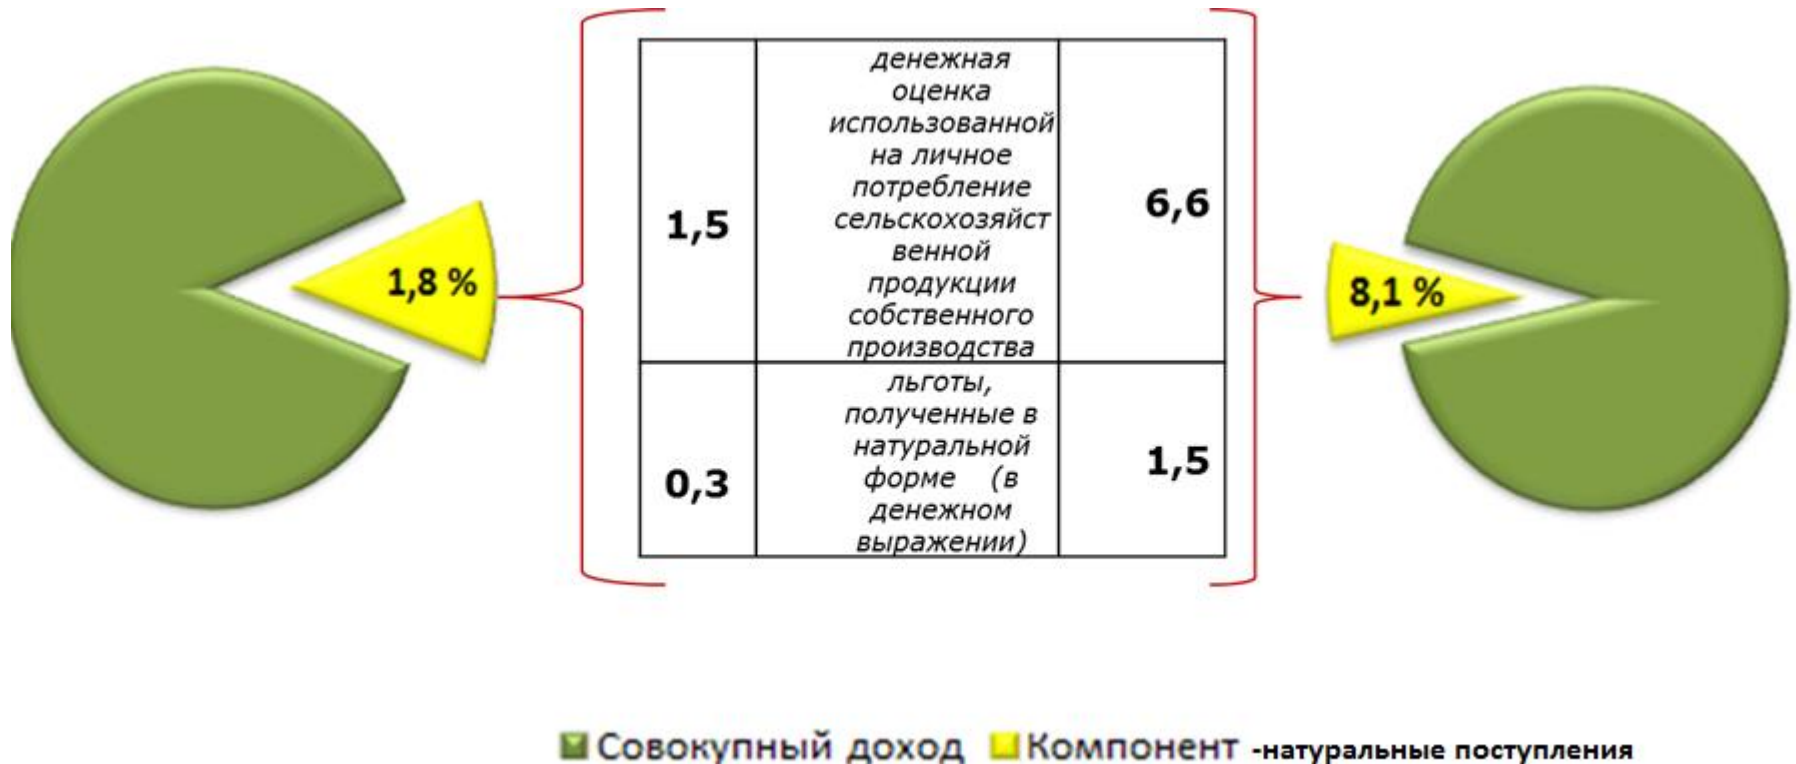 1,8 %
1,5
денежная
оценка
использованной
на личное
потребление
сельскохозяйст
венной
продукции
собственного
производства
6,6
0,3
льготы,
полученные в
натуральной
форме (в
денежном
выражении)
1,5
8,1 %
Совокупный доход Компонент -натуральные поступления